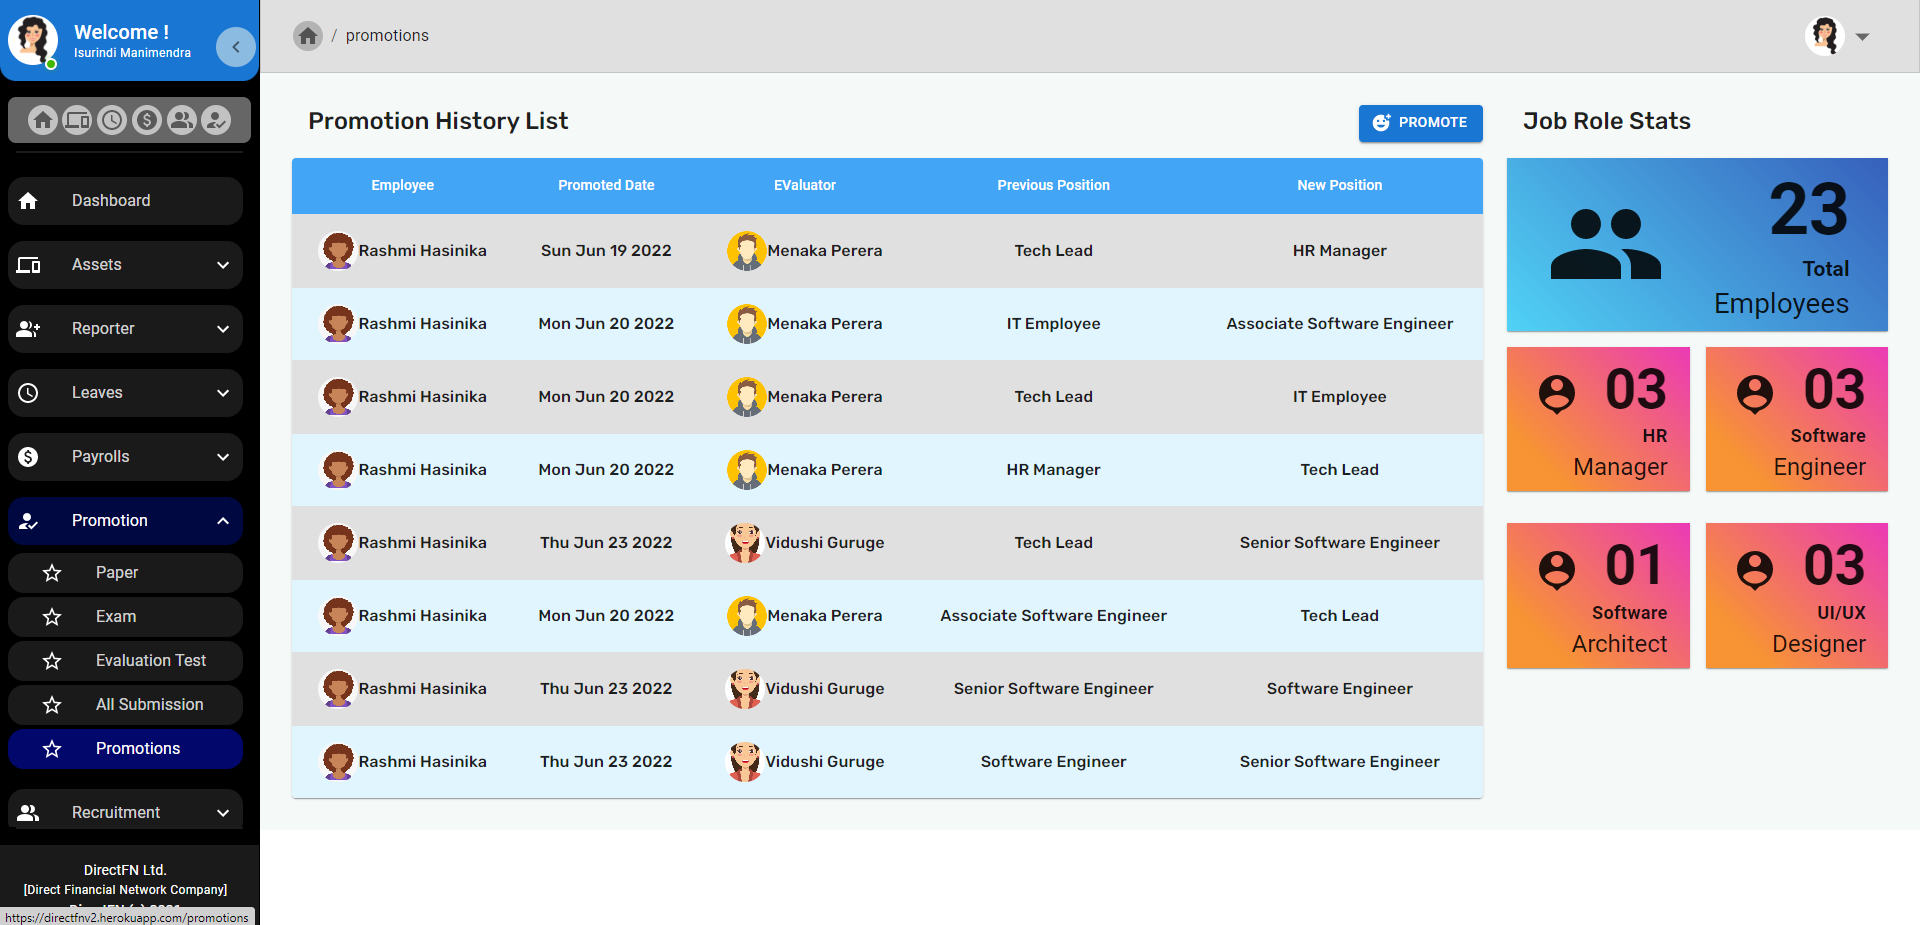 Welcome !
Isurindi Manimendra
/ promotions
Dashboard
Assets
Reporter
Leaves
Payrolls
Promotion
Paper
Exam
Evaluation Test
All Submission
Promotions
Recruitment
DirectFN Ltd.
[Direct Financial Network Company]
https://directfnv2.herokuapp.com/promotions
Promotion History List
PROMOTE
Employee Promoted Date EValuator Previous Position New Position
Rashmi Hasinika Sun Jun 19 2022 Menaka Perera Tech Lead HR Manager
Rashmi Hasinika Mon Jun 20 2022 Menaka Perera IT Employee Associate Software Engineer
Rashmi Hasinika Mon Jun 20 2022 Menaka Perera Tech Lead IT Employee
Rashmi Hasinika Mon Jun 20 2022 Menaka Perera HR Manager Tech Lead
Rashmi Hasinika Thu Jun 23 2022 Vidushi Guruge Tech Lead Senior Software Engineer
Rashmi Hasinika Mon Jun 20 2022 Menaka Perera Associate Software Engineer Tech Lead
Rashmi Hasinika Thu Jun 23 2022 Vidushi Guruge Senior Software Engineer Software Engineer
Rashmi Hasinika Thu Jun 23 2022 Vidushi Guruge Software Engineer Senior Software Engineer
Job Role Stats
23
Total
Employees
03
HR
Manager
03
Software
Engineer
01
Software
Architect
03
UI/UX
Designer